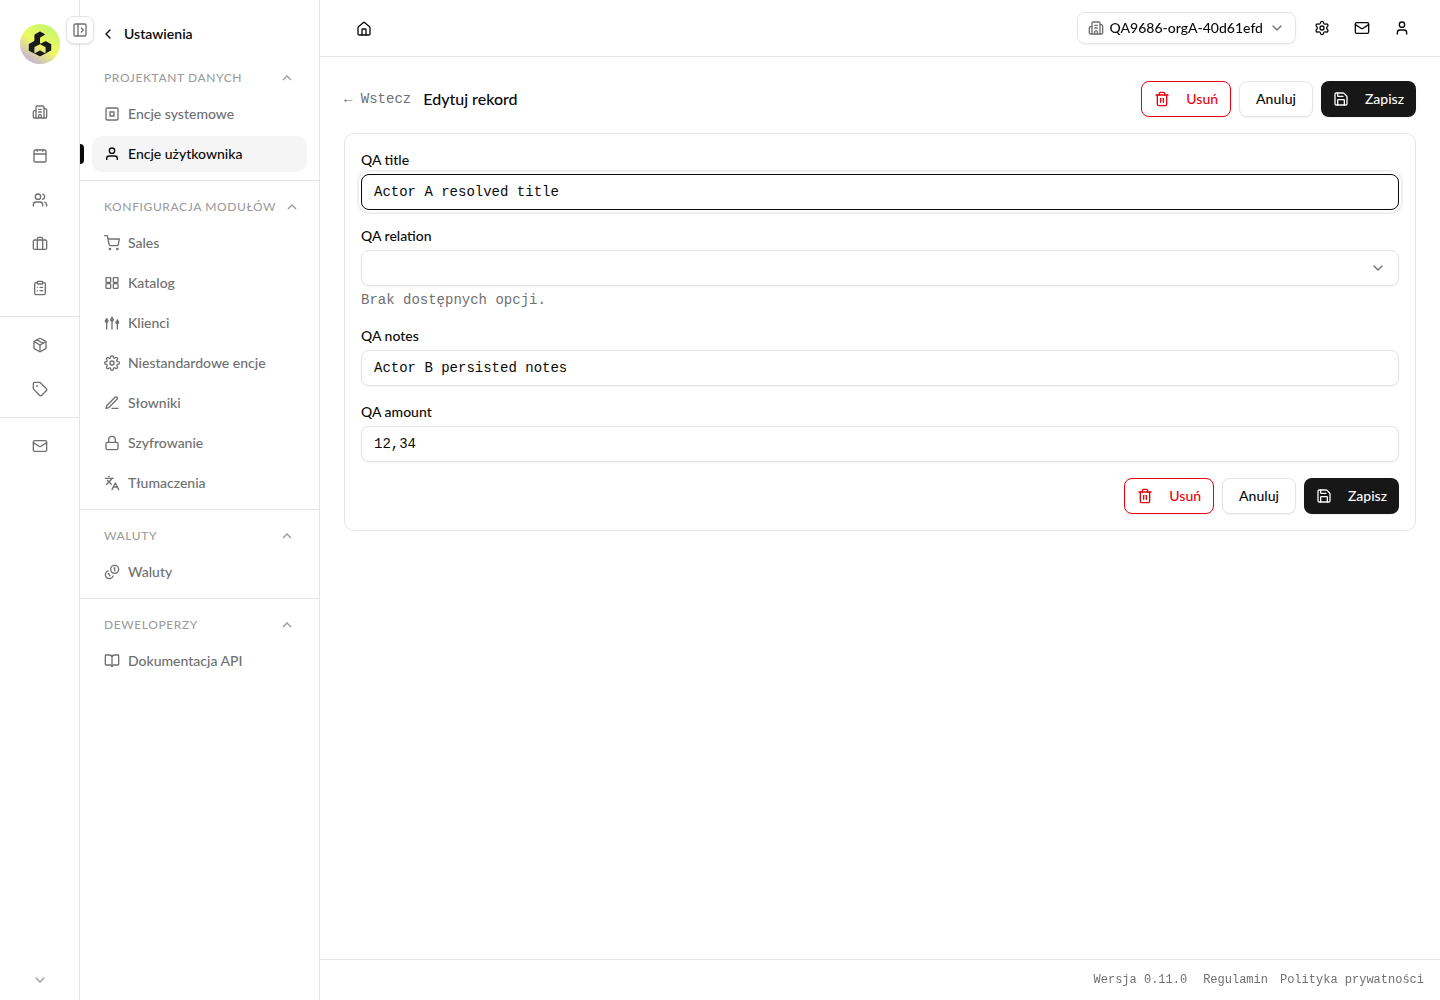 Ustawienia
PROJEKTANT DANYCH
Encje systemowe
Encje użytkownika
KONFIGURACJA MODUŁÓW
Sales
Katalog
Klienci
Niestandardowe encje
Słowniki
Szyfrowanie
Tłumaczenia
WALUTY
Waluty
DEWELOPERZY
Dokumentacja API
QA9686-orgA-40d61efd
← Wstecz Edytuj rekord
Usuń Anuluj Zapisz
QA title
Actor A resolved title
QA relation
Brak dostępnych opcji.
QA notes
Actor B persisted notes
QA amount
12,34
Usuń Anuluj Zapisz
Wersja 0.11.0 Regulamin Polityka prywatności